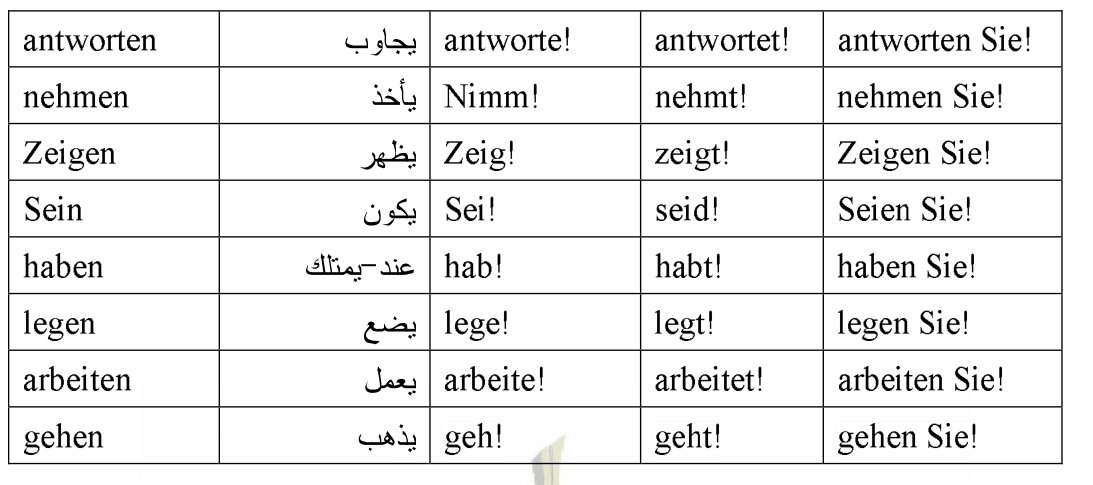 antworten يجاوب antworte! antwortet! antworten Sie!
nehmen يأخذ Nimm! nehmt! nehmen Sie!
Zeigen يظهر Zeig! zeigt! Zeigen Sie!
Sein يكون Sei! seid! Seien Sie!
haben عند-يمتلك hab! habt! haben Sie!
legen يضع lege! legt! legen Sie!
arbeiten يعمل arbeite! arbeitet! arbeiten Sie!
gehen يذهب geh! geht! gehen Sie!